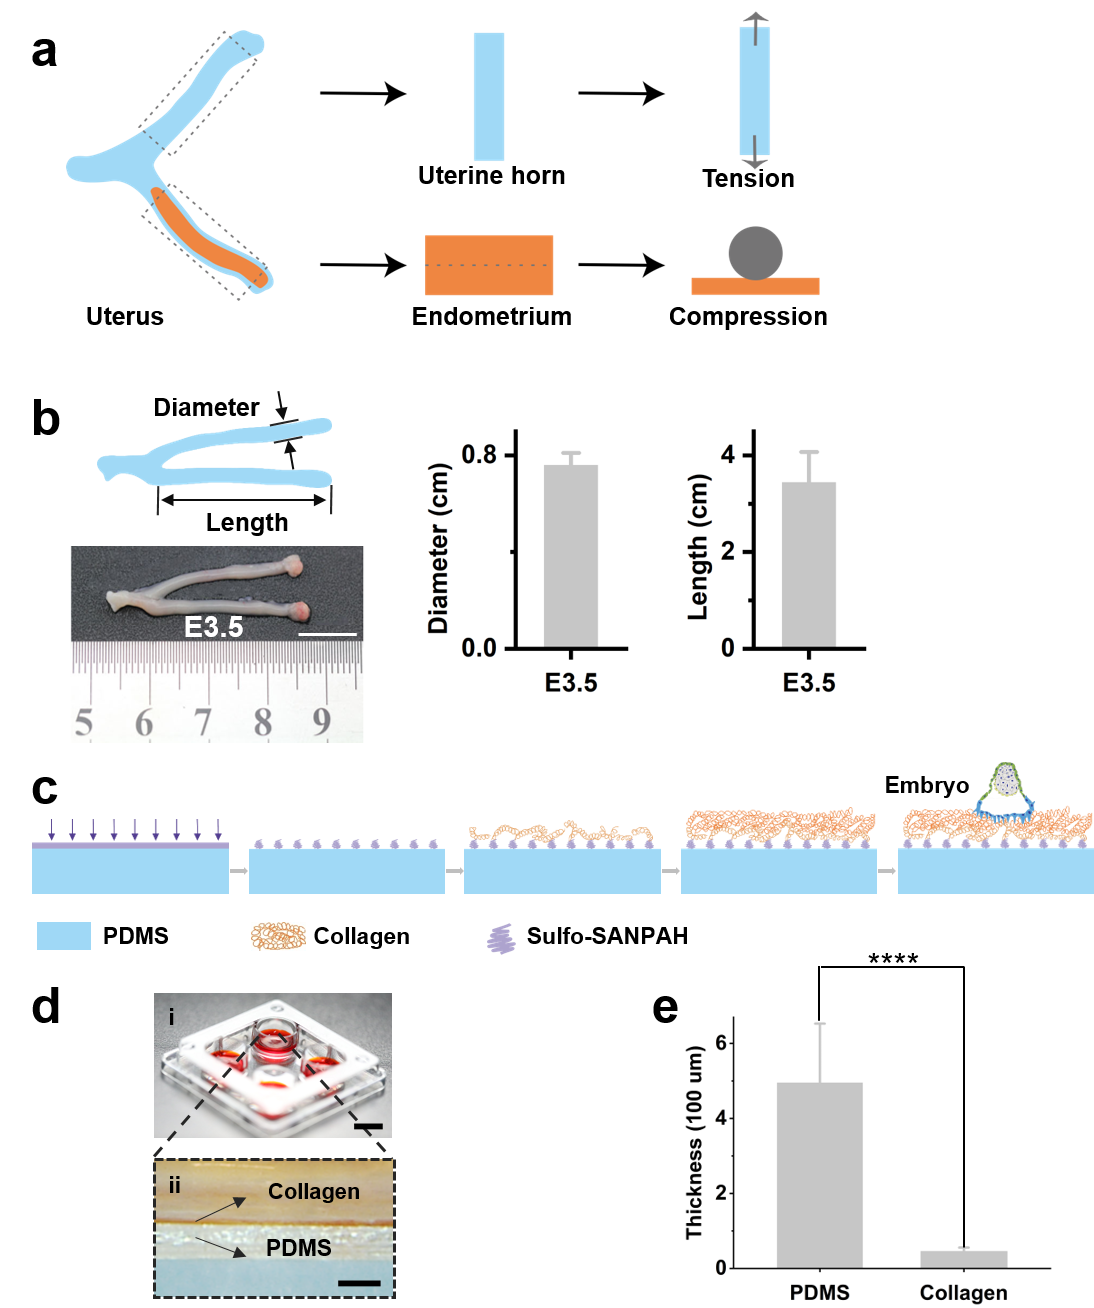 a
Uterine horn
Tension
Uterus
Endometrium
Compression
b
Diameter
Length
E3.5
5 6 7 8 9
Diameter (cm)
0.8
0.0
E3.5
Length (cm)
4
2
0
E3.5
c
Embryo
PDMS
Collagen
Sulfo-SANPAH
d
i
ii
Collagen
PDMS
e
****
Thickness (100 um)
6
4
2
0
PDMS
Collagen